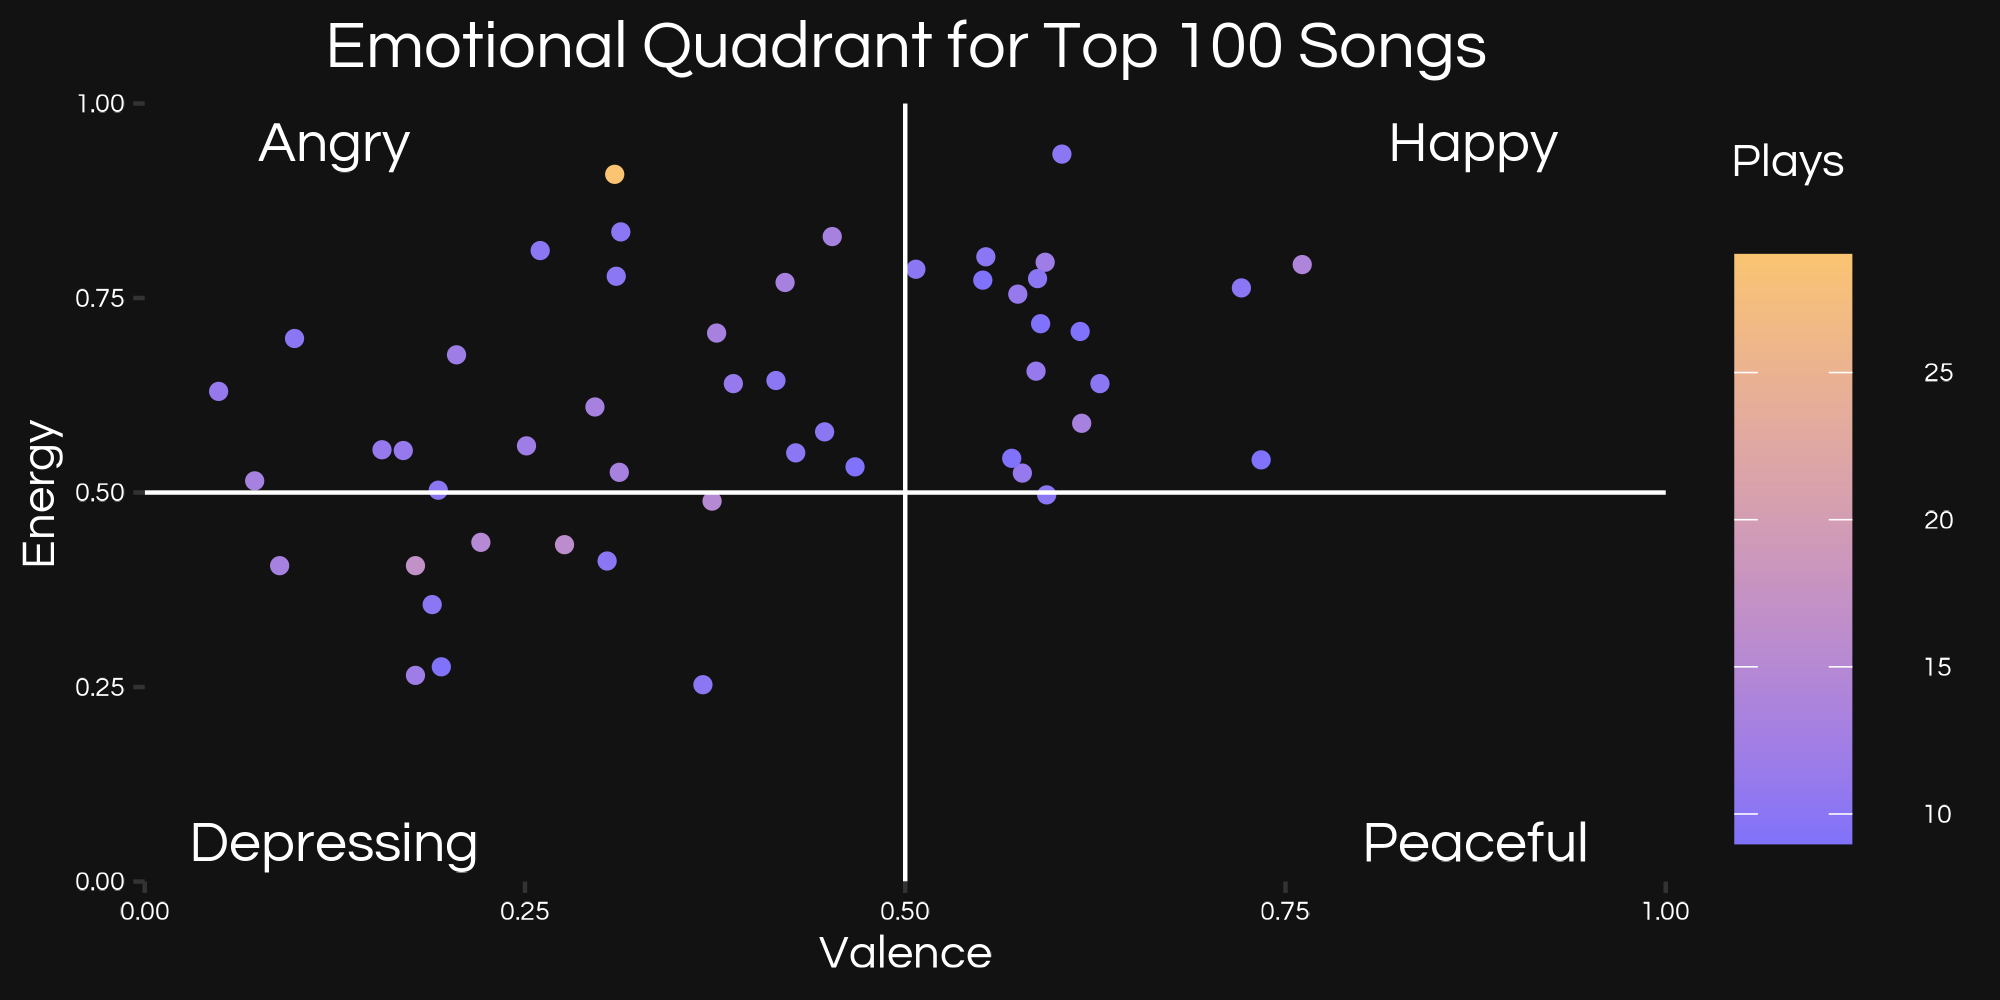 Emotional Quadrant for Top 100 Songs
1.00
0.75
0.50
0.25
0.00
Energy
Angry
Happy
Depressing
Peaceful
0.00
0.25
0.50
0.75
1.00
Valence
Plays
25
20
15
10